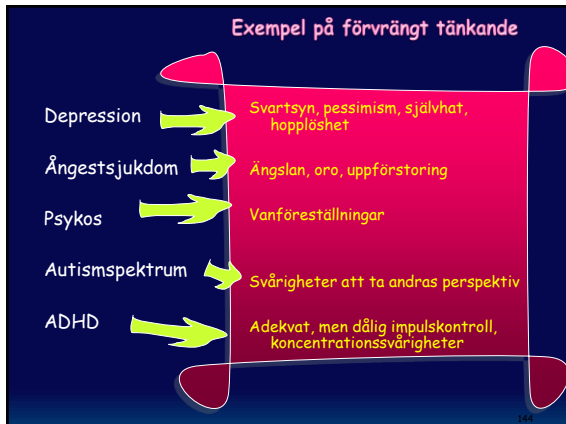 Exempel på förvrängt tänkande
Depression
Svartsyn, pessimism, självhat,
hopplöshet
Ångestsjukdom
Ängslan, oro, uppförstoring
Psykos
Vanföreställningar
Autismspektrum
Svårigheter att ta andras perspektiv
ADHD
Adekvat, men dålig impulskontroll,
koncentrationssvårigheter
144